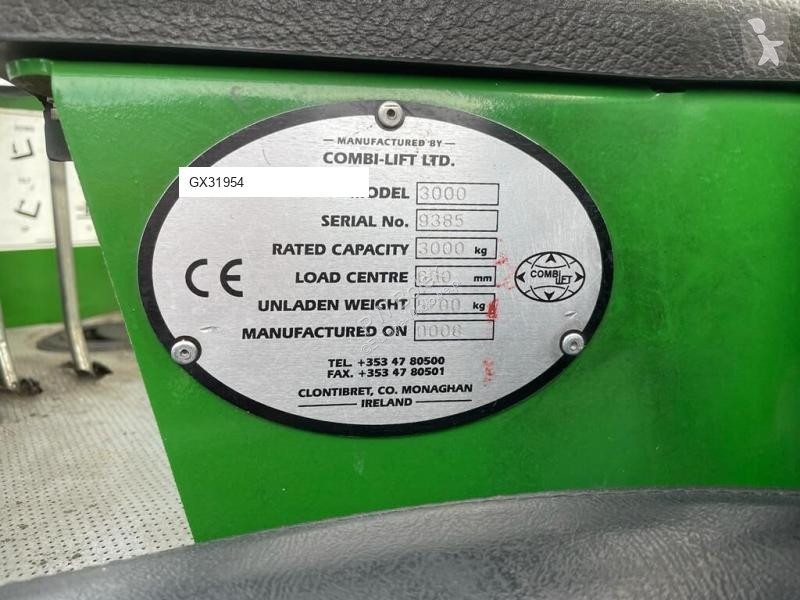 MANUFACTURED BY
COMBI-LIFT LTD.
GX31954
MODEL 3000
SERIAL No. 9385
RATED CAPACITY 3000 kg
LOAD CENTRE mm
UNLADEN WEIGHT kg
MANUFACTURED ON 0008
CE
COMBI LIFT
TEL. +353 47 80500
FAX. +353 47 80501
CLONTIBRET, CO. MONAGHAN
IRELAND